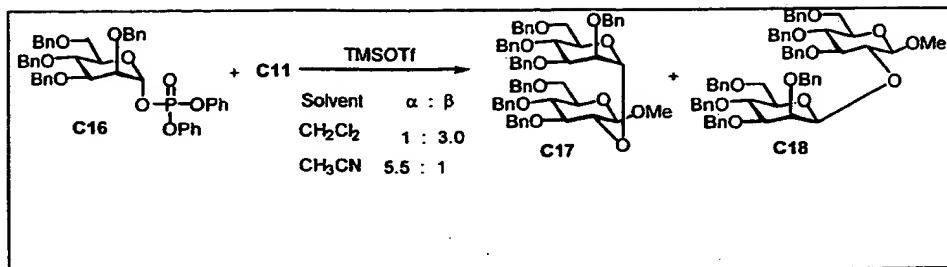 BnO OBn
BnO
BnO
O
O
O-P-OPh
OPh
C16
+ C11
TMSOTf
Solvent α : β
CH2Cl2 1 : 3.0
CH3CN 5.5 : 1
BnO OBn
BnO
BnO
O
BnO
BnO
BnO
O
OMe
O
C17
+
BnO
BnO
BnO
O
OMe
O
BnO OBn
BnO
BnO
O
C18